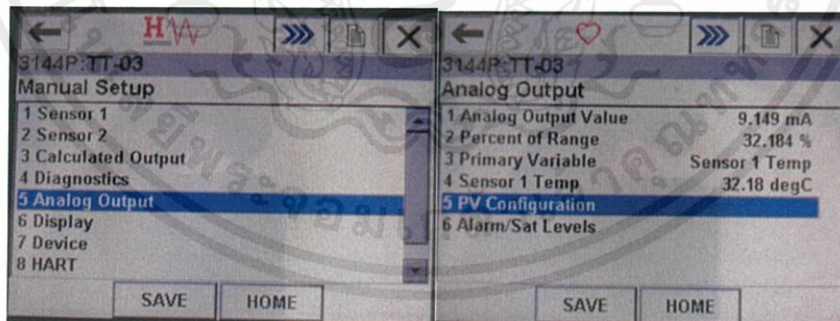 H
3144P:TT-03
Manual Setup
1 Sensor 1
2 Sensor 2
3 Calculated Output
4 Diagnostics
5 Analog Output
6 Display
7 Device
8 HART
SAVE HOME
3144P:TT-03
Analog Output
1 Analog Output Value 9.149 mA
2 Percent of Range 32.184 %
3 Primary Variable Sensor 1 Temp
4 Sensor 1 Temp 32.18 degC
5 PV Configuration
6 Alarm/Sat Levels
SAVE HOME